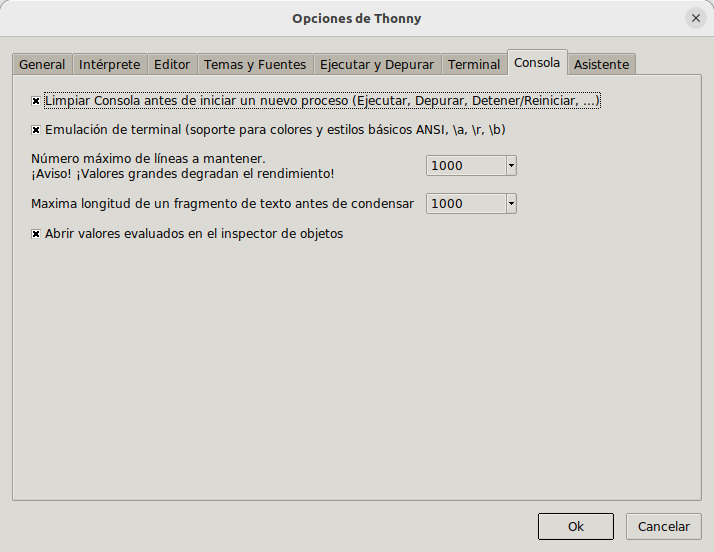 Opciones de Thonny
General Intérprete Editor Temas y Fuentes Ejecutar y Depurar Terminal Consola Asistente
Limpiar Consola antes de iniciar un nuevo proceso (Ejecutar, Depurar, Detener/Reiniciar, ...)
Emulación de terminal (soporte para colores y estilos básicos ANSI, \a, \r, \b)
Número máximo de líneas a mantener.
¡Aviso! ¡Valores grandes degradan el rendimiento!
1000
Maxima longitud de un fragmento de texto antes de condensar 1000
Abrir valores evaluados en el inspector de objetos
Ok Cancelar